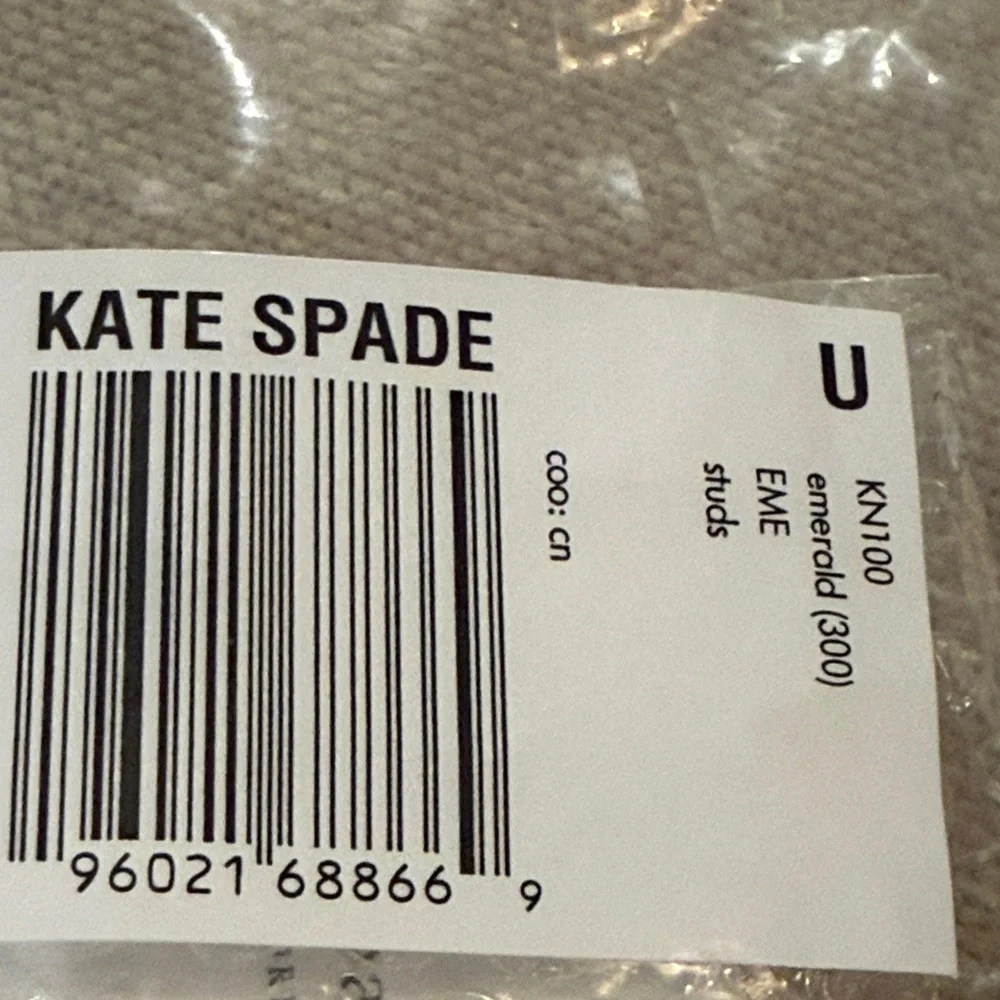 KATE SPADE
U
KN100
emerald (300)
EME
studs
coo: cn
96021 68866 9